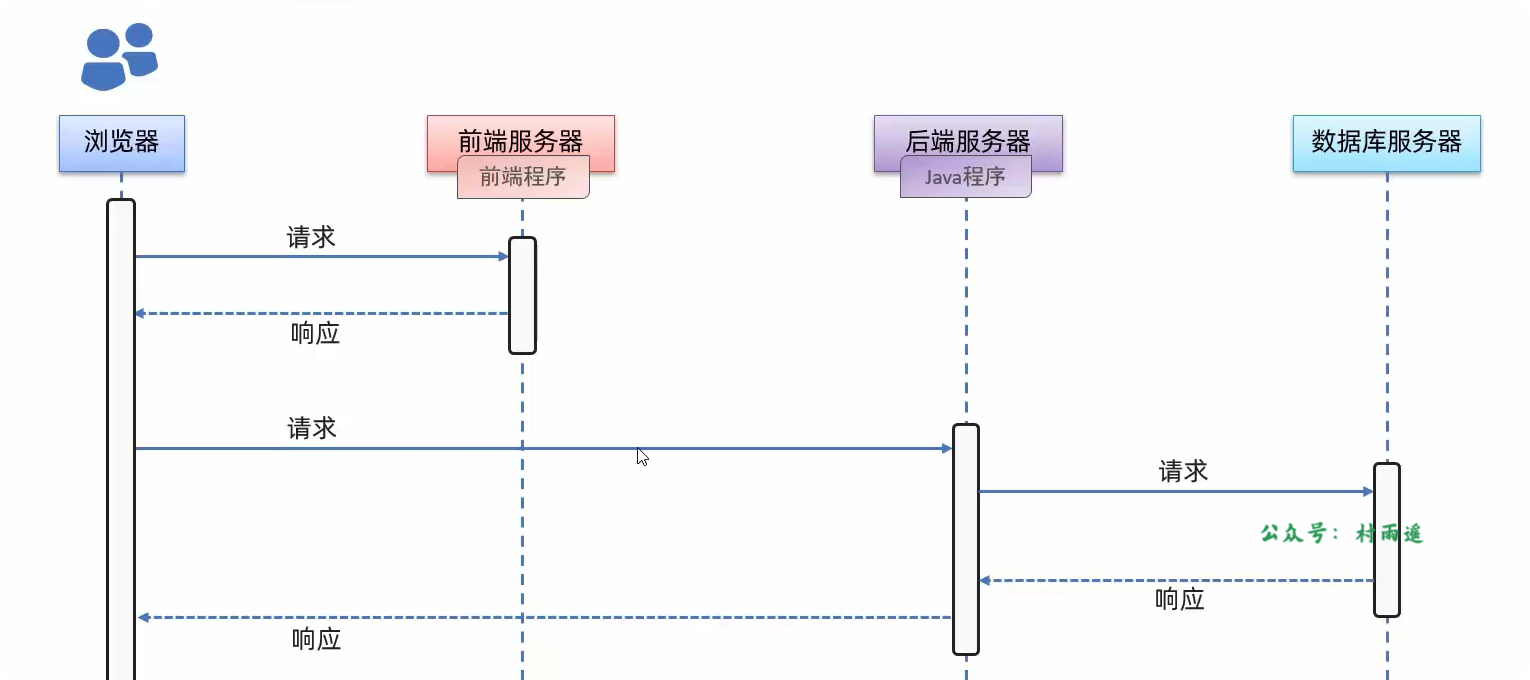 浏览器
前端服务器
前端程序
后端服务器
Java程序
数据库服务器
请求
响应
请求
请求
公众号：村雨遥
响应
响应